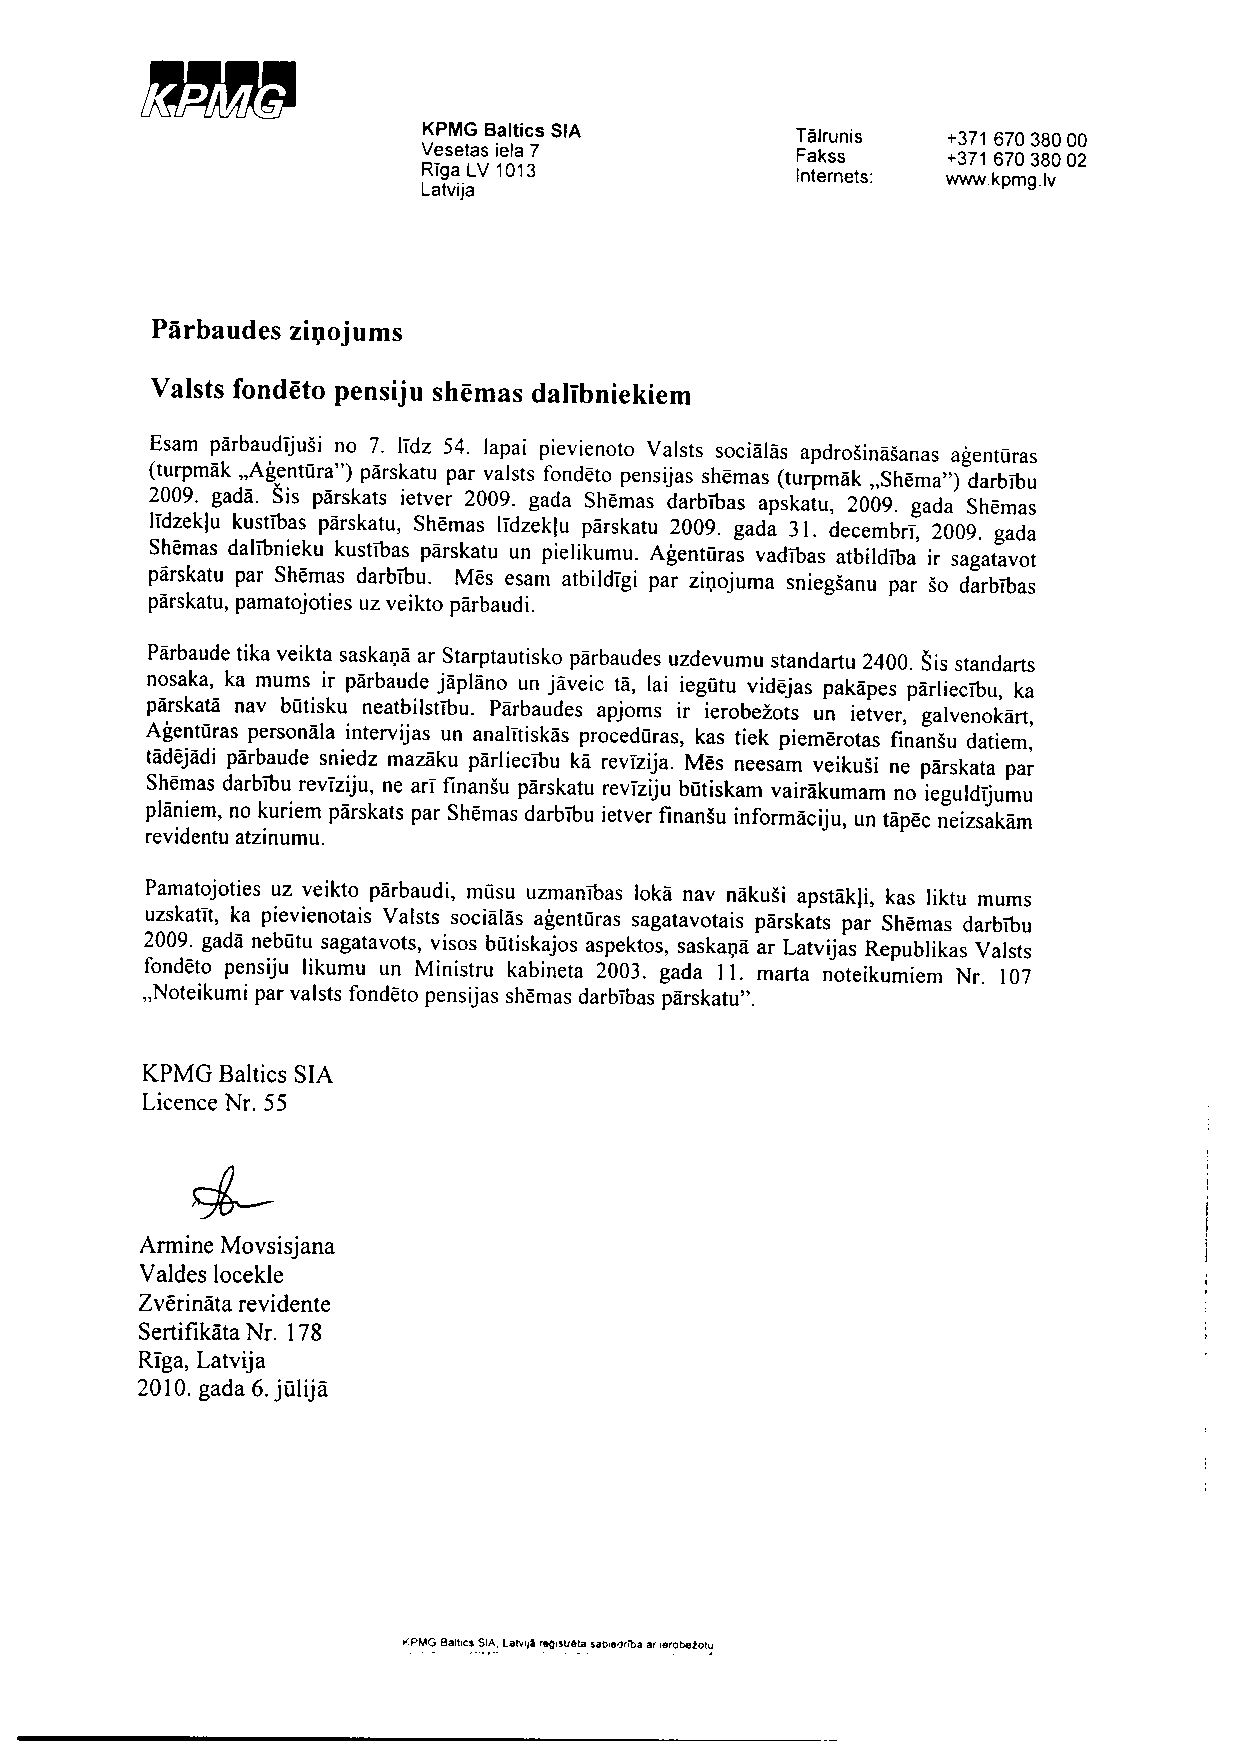 KPMG
KPMG Baltics SIA
Vesetas iela 7
Rīga LV 1013
Latvija
Tālrunis +371 670 380 00
Fakss +371 670 380 02
Internets: www.kpmg.lv
Pārbaudes ziņojums
Valsts fondēto pensiju shēmas dalībniekiem
Esam pārbaudījuši no 7. līdz 54. lapai pievienoto Valsts sociālās apdrošināšanas aģentūras
(turpmāk „Aģentūra”) pārskatu par valsts fondēto pensijas shēmas (turpmāk „Shēma”) darbību
2009. gadā. Šis pārskats ietver 2009. gada Shēmas darbības apskatu, 2009. gada Shēmas
līdzekļu kustības pārskatu, Shēmas līdzekļu pārskatu 2009. gada 31. decembrī, 2009. gada
Shēmas dalībnieku kustības pārskatu un pielikumu. Aģentūras vadības atbildība ir sagatavot
pārskatu par Shēmas darbību. Mēs esam atbildīgi par ziņojuma sniegšanu par šo darbības
pārskatu, pamatojoties uz veikto pārbaudi.
Pārbaude tika veikta saskaņā ar Starptautisko pārbaudes uzdevumu standartu 2400. Šis standarts
nosaka, ka mums ir pārbaude jāplāno un jāveic tā, lai iegūtu vidējas pakāpes pārliecību, ka
pārskatā nav būtisku neatbilstību. Pārbaudes apjoms ir ierobežots un ietver, galvenokārt,
Aģentūras personāla intervijas un analītiskās procedūras, kas tiek piemērotas finanšu datiem,
tādējādi pārbaude sniedz mazāku pārliecību kā revīzija. Mēs neesam veikuši ne pārskata par
Shēmas darbību revīziju, ne arī finanšu pārskatu revīziju būtiskam vairākumam no ieguldījumu
plāniem, no kuriem pārskats par Shēmas darbību ietver finanšu informāciju, un tāpēc neizsakām
revidentu atzinumu.
Pamatojoties uz veikto pārbaudi, mūsu uzmanības lokā nav nākuši apstākļi, kas liktu mums
uzskatīt, ka pievienotais Valsts sociālās aģentūras sagatavotais pārskats par Shēmas darbību
2009. gadā nebūtu sagatavots, visos būtiskajos aspektos, saskaņā ar Latvijas Republikas Valsts
fondēto pensiju likumu un Ministru kabineta 2003. gada 11. marta noteikumiem Nr. 107
„Noteikumi par valsts fondēto pensijas shēmas darbības pārskatu”.
KPMG Baltics SIA
Licence Nr. 55
Armine Movsisjana
Valdes locekle
Zvērināta revidente
Sertifikāta Nr. 178
Rīga, Latvija
2010. gada 6. jūlijā
KPMG Baltics SIA, Latvijā reģistrēta sabiedrība ar ierobežotu